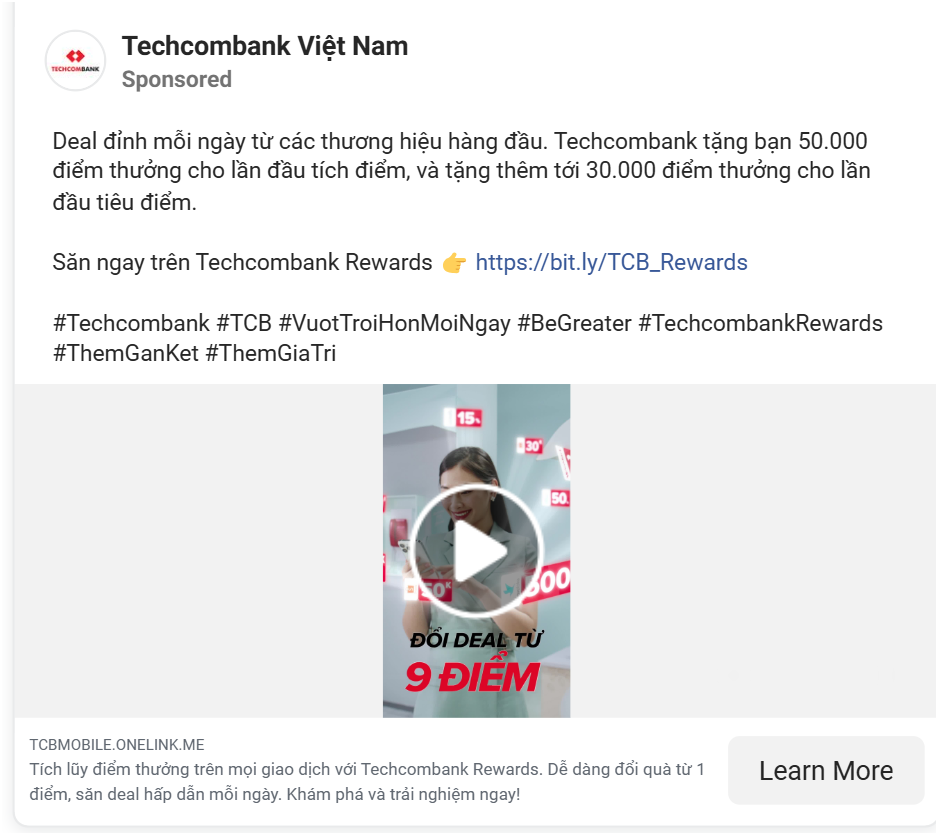 TECHCOMBANK
Techcombank Việt Nam
Sponsored
Deal đỉnh mỗi ngày từ các thương hiệu hàng đầu. Techcombank tặng bạn 50.000
điểm thưởng cho lần đầu tích điểm, và tặng thêm tới 30.000 điểm thưởng cho lần
đầu tiêu điểm.
Săn ngay trên Techcombank Rewards 👉 https://bit.ly/TCB_Rewards
#Techcombank #TCB #VuotTroiHonMoiNgay #BeGreater #TechcombankRewards
#ThemGanKet #ThemGiaTri
15%
30K
50
50K
500
ĐỔI DEAL TỪ
9 ĐIỂM
TCBMOBILE.ONELINK.ME
Tích lũy điểm thưởng trên mọi giao dịch với Techcombank Rewards. Dễ dàng đổi quà từ 1
điểm, săn deal hấp dẫn mỗi ngày. Khám phá và trải nghiệm ngay!
Learn More